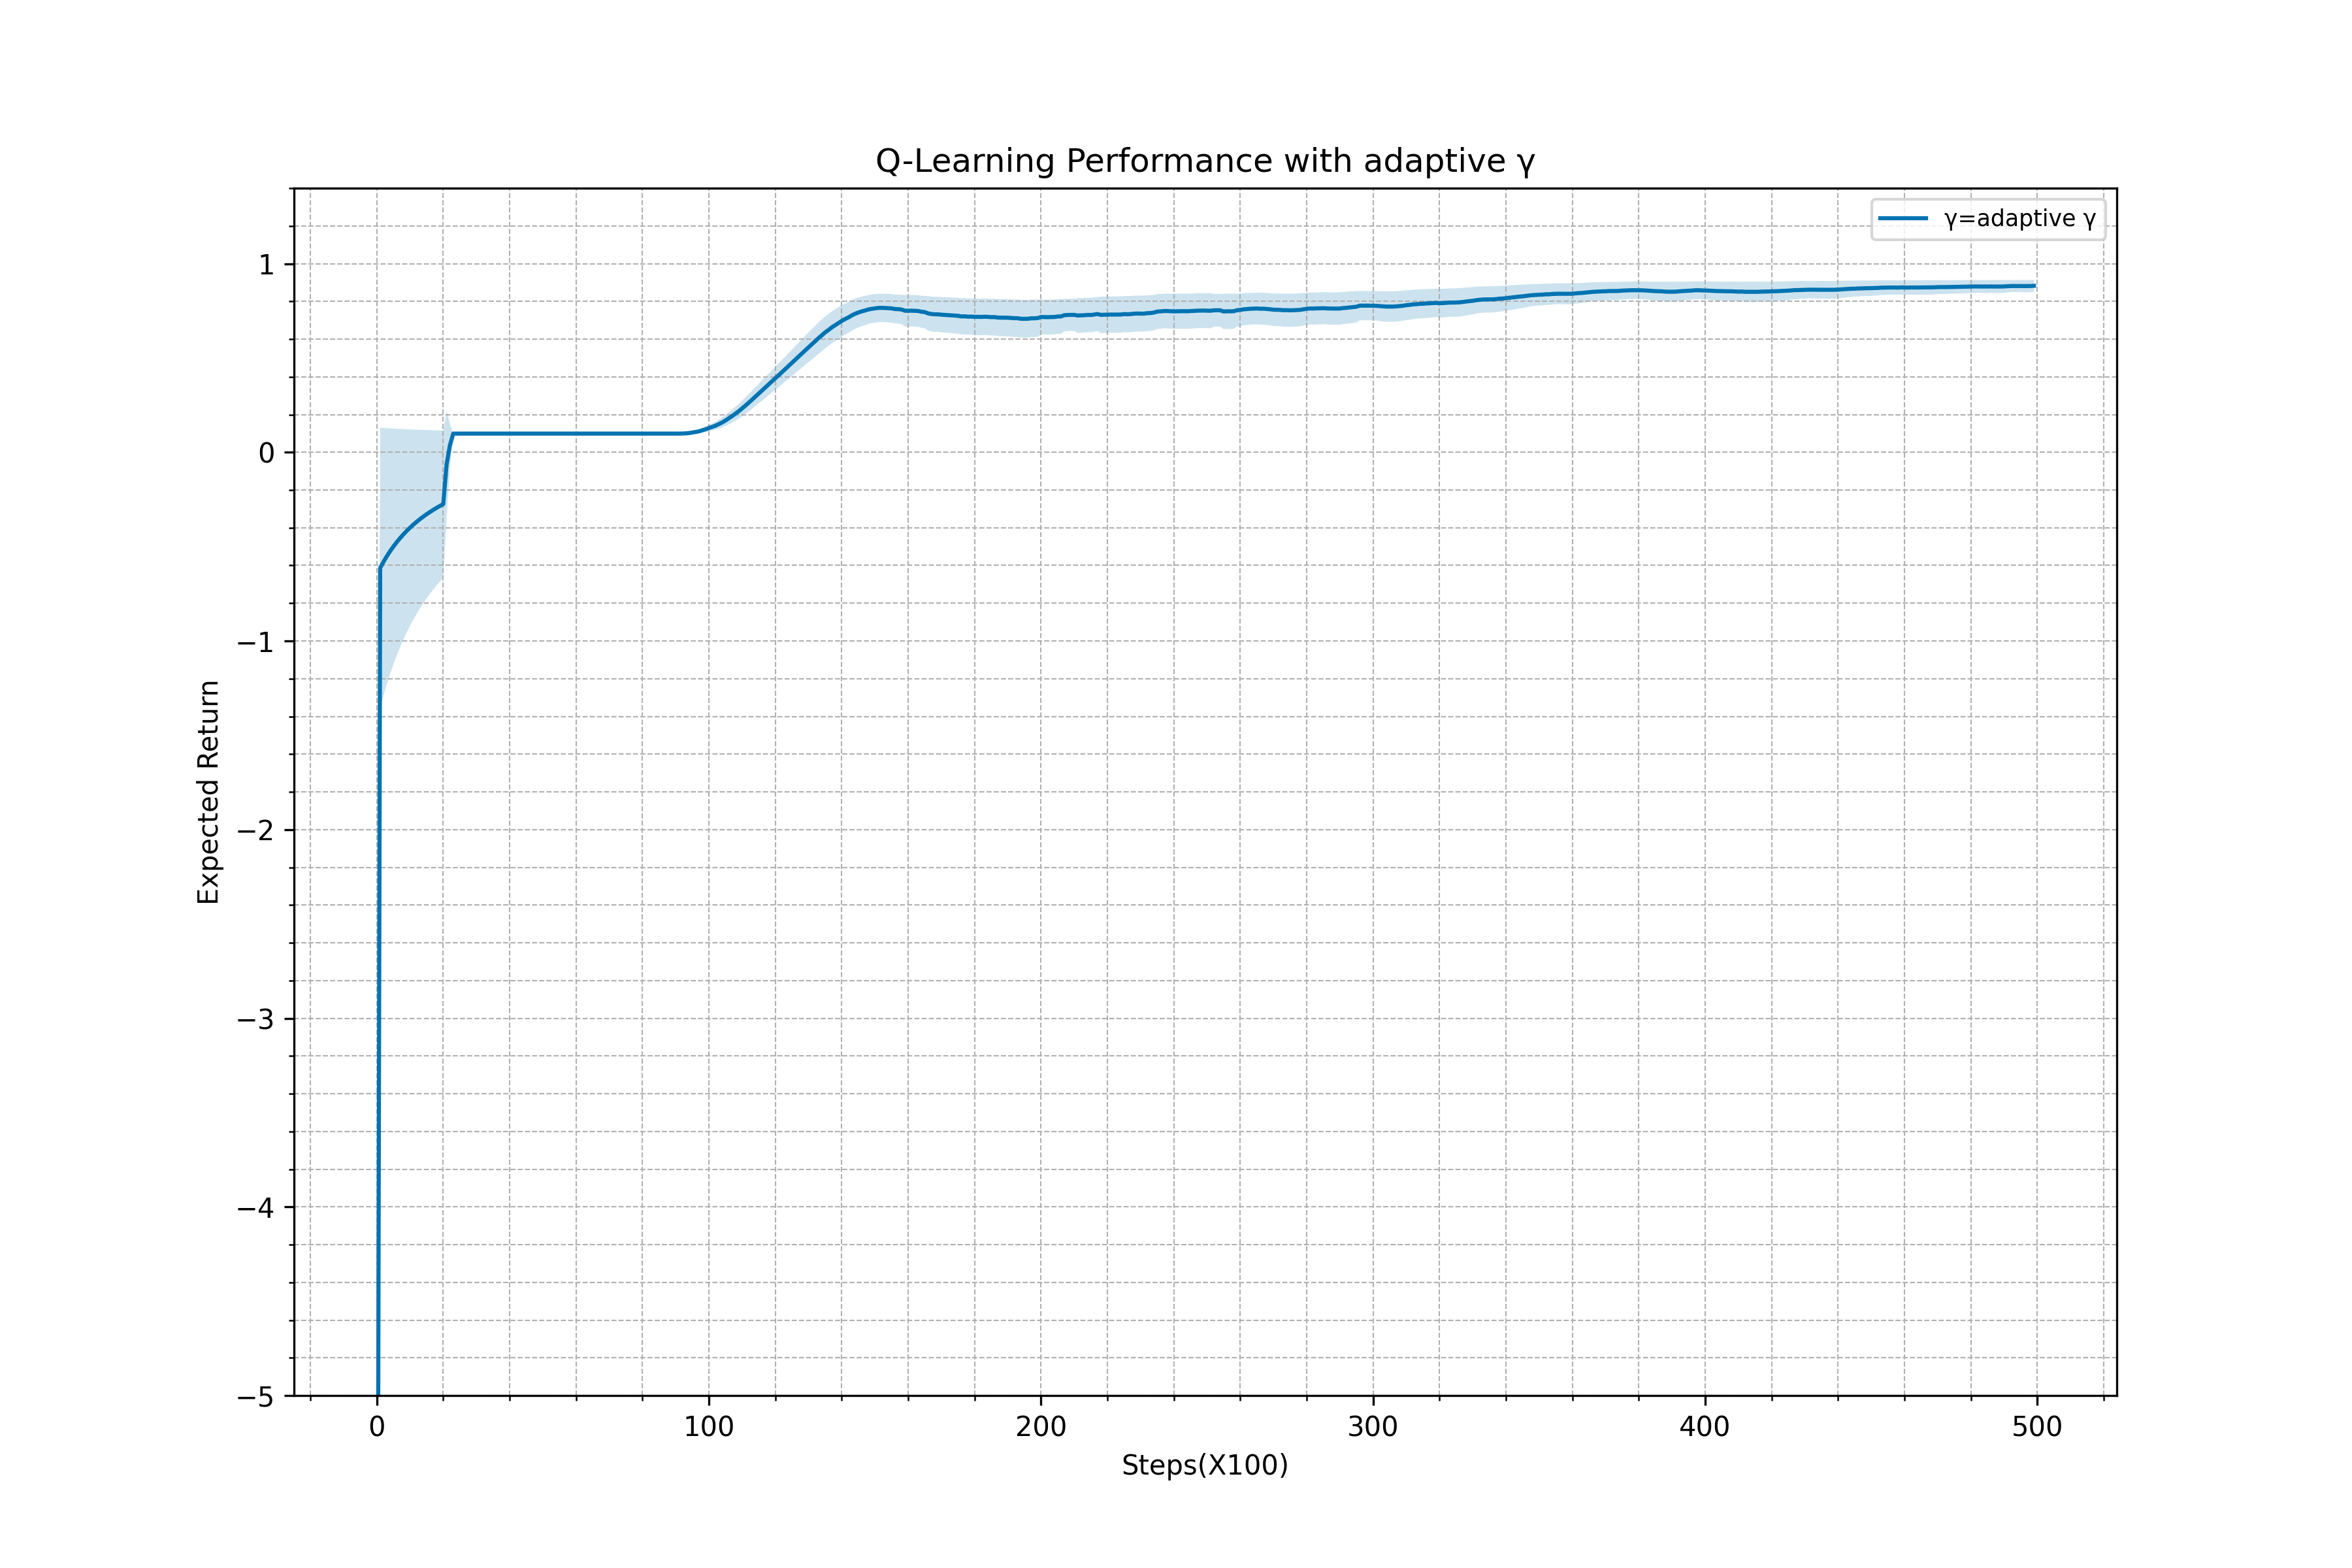 Q-Learning Performance with adaptive γ
γ=adaptive γ
1
0
−1
−2
−3
−4
−5
Expected Return
0 100 200 300 400 500
Steps(X100)